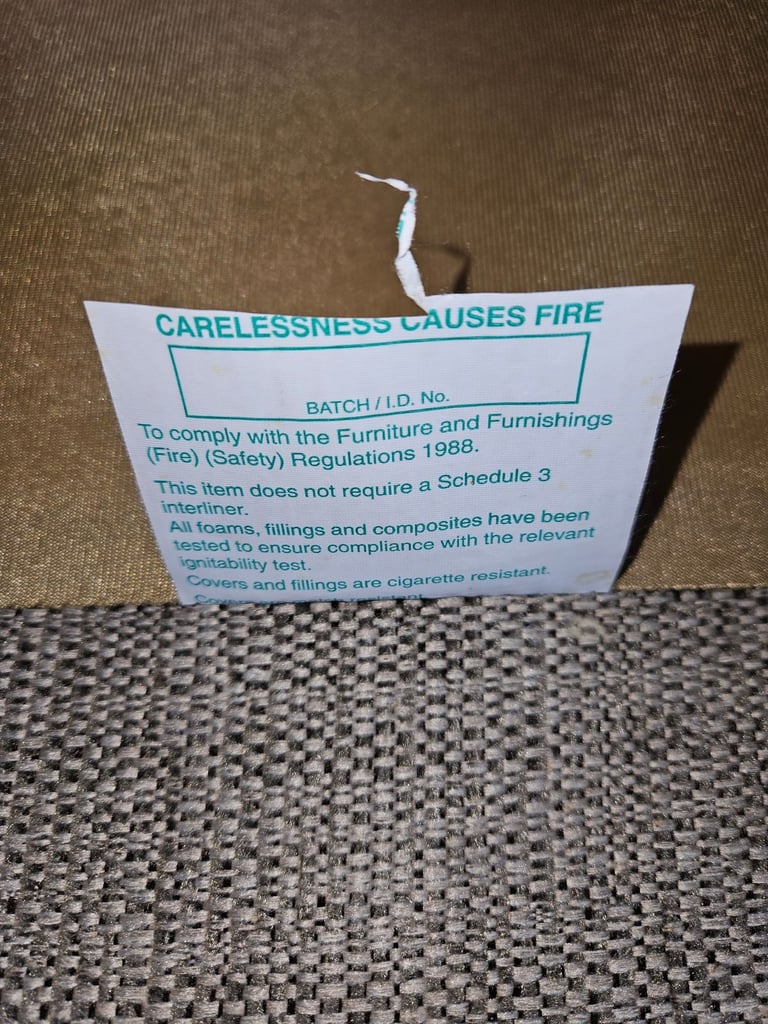 CARELESSNESS CAUSES FIRE
BATCH / I.D. No.
To comply with the Furniture and Furnishings
(Fire) (Safety) Regulations 1988.
This item does not require a Schedule 3
interliner.
All foams, fillings and composites have been
tested to ensure compliance with the relevant
ignitability test.
Covers and fillings are cigarette resistant.
Covers resistant